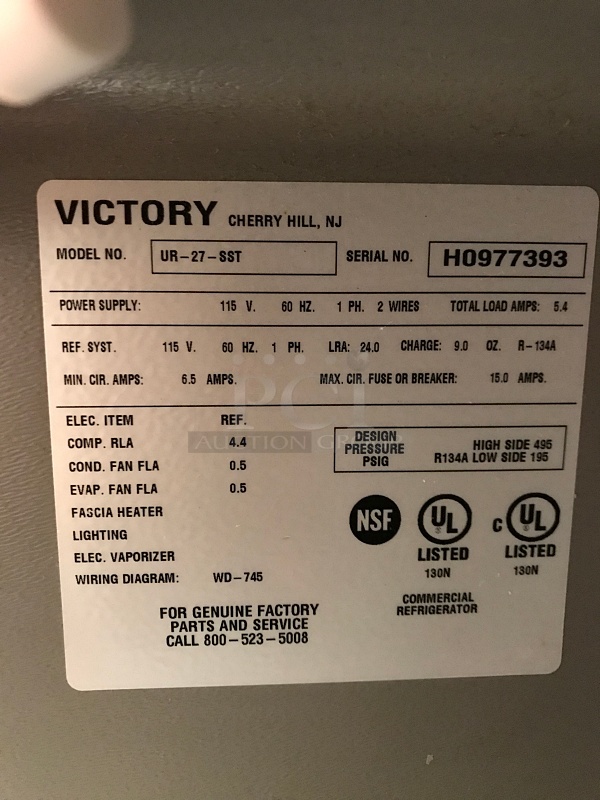 VICTORY CHERRY HILL, NJ
MODEL NO. UR-27-SST SERIAL NO. H0977393
POWER SUPPLY: 115 V. 60 HZ. 1 PH. 2 WIRES TOTAL LOAD AMPS: 5.4
REF. SYST. 115 V. 60 HZ. 1 PH. LRA: 24.0 CHARGE: 9.0 OZ. R-134A
MIN. CIR. AMPS: 6.5 AMPS. MAX. CIR. FUSE OR BREAKER: 15.0 AMPS.
ELEC. ITEM REF.
COMP. RLA 4.4
COND. FAN FLA 0.5
EVAP. FAN FLA 0.5
FASCIA HEATER
LIGHTING
ELEC. VAPORIZER
WIRING DIAGRAM: WD-745
DESIGN
PRESSURE
PSIG
HIGH SIDE 495
R134A LOW SIDE 195
PCI
AUCTION GROUP
NSF
UL
LISTED
130N
C UL
LISTED
130N
COMMERCIAL
REFRIGERATOR
FOR GENUINE FACTORY
PARTS AND SERVICE
CALL 800-523-5008